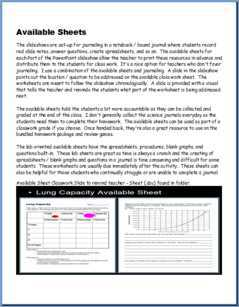 Available Sheets
The slideshows are set-up for journaling in a notebook / bound journal where students record
red slide notes, answer questions, create spreadsheets, and so on. The available sheets for
each part of the PowerPoint slideshow allow the teacher to print these resources in advance and
distribute them to the students for class work. It's a nice option for teachers who don't favor
journaling. I use a combination of the available sheets and journaling. A slide in the slideshow
points out the question / question to be addressed on the available classwork sheet. The
worksheets are meant to follow the slideshow chronologically. A slide is provided with a visual
that tells the teacher and reminds the students what part of the worksheet is being addressed
next.
The available sheets hold the students a bit more accountable as they can be collected and
graded at the end of the class. I don't generally collect the science journals everyday as the
students need them to complete their homework. The available sheets can be used as part of a
classwork grade if you choose. Once handed back, they're also a great resource to use on the
bundled homework package and review games.
The lab-oriented available sheets have the spreadsheets, procedures, blank graphs, and
questions built-in. These lab sheets are great as time is always a crunch and the creating of
spreadsheets / blank graphs and questions in a journal is time consuming and difficult for some
students. These worksheets are usually due immediately after the activity. These sheets can
also be helpful for those students who continually struggle or are unable to complete a journal.
Available Sheet Classwork Slide to remind teacher - Sheet (.doc) found in folder
• Lung Capacity Available Sheet